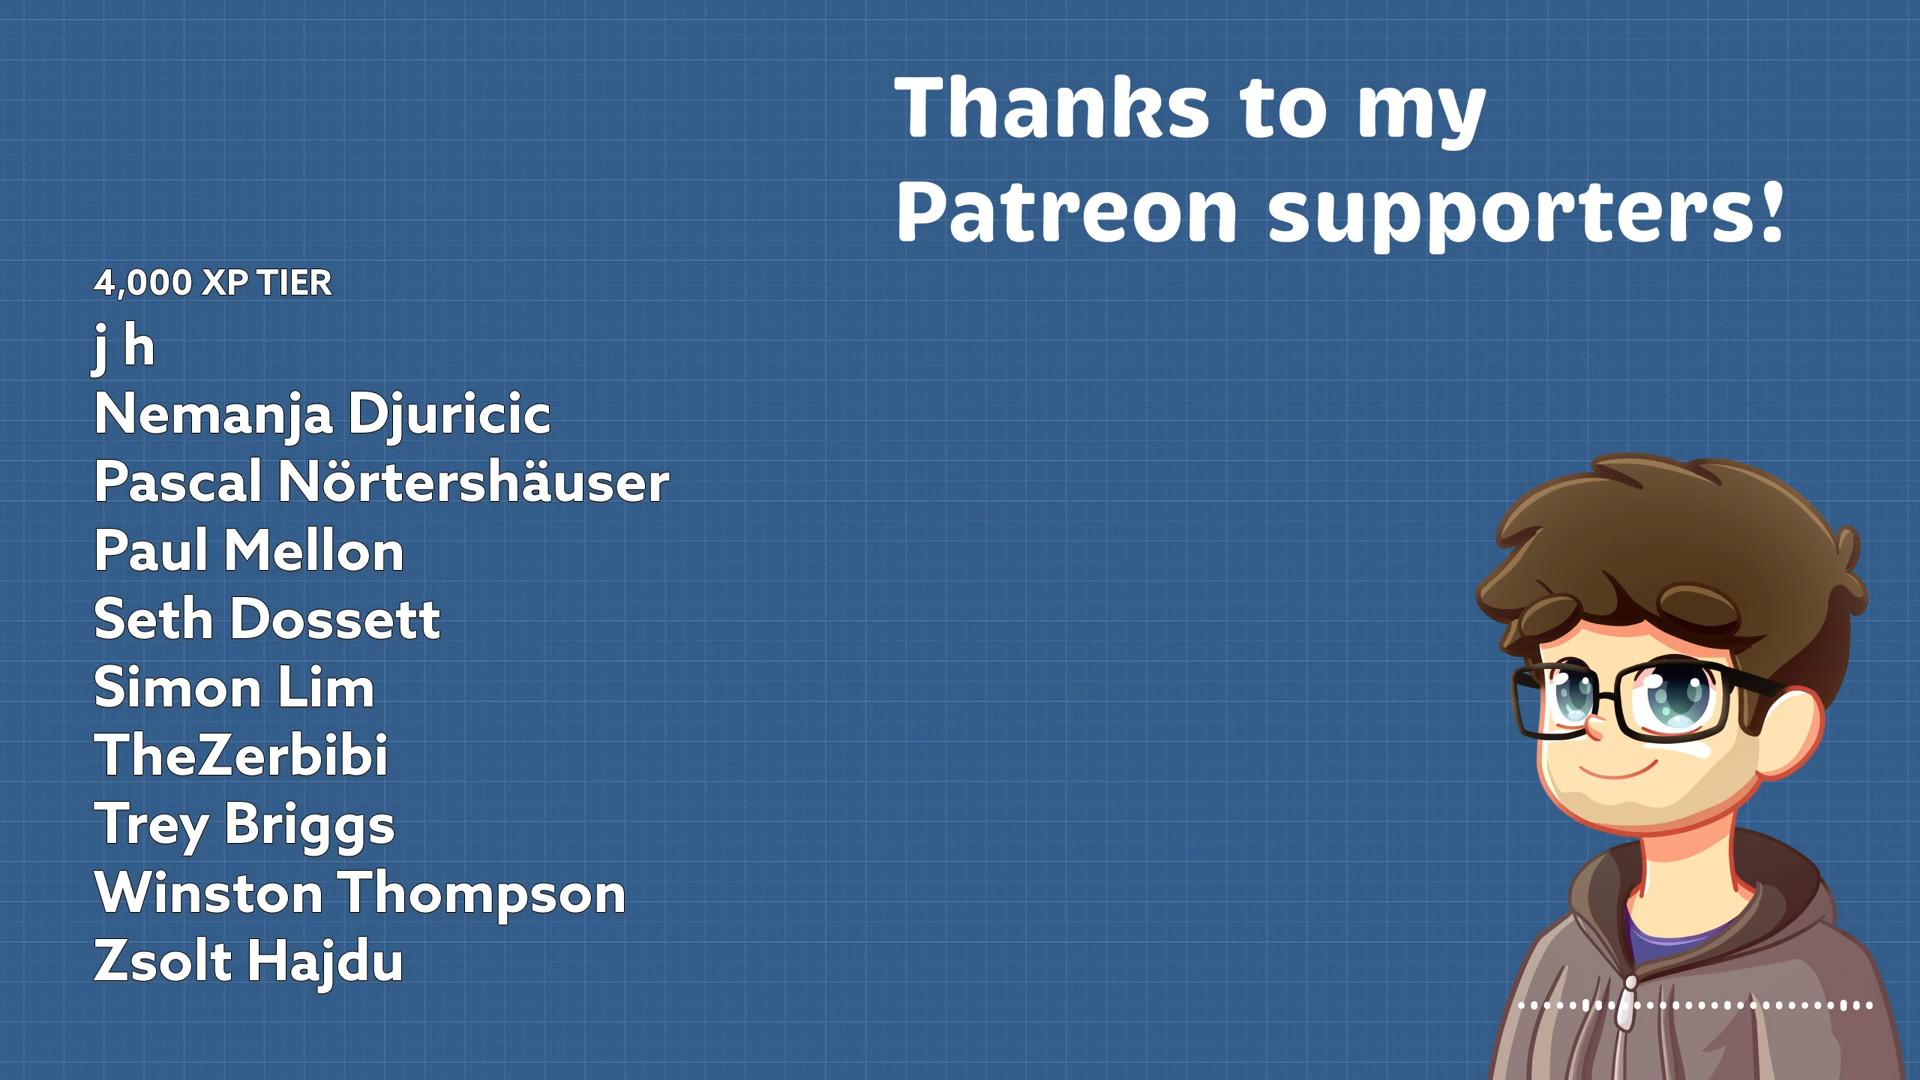 Thanks to my
Patreon supporters!
4,000 XP TIER
j h
Nemanja Djuricic
Pascal Nörtershäuser
Paul Mellon
Seth Dossett
Simon Lim
TheZerbibi
Trey Briggs
Winston Thompson
Zsolt Hajdu